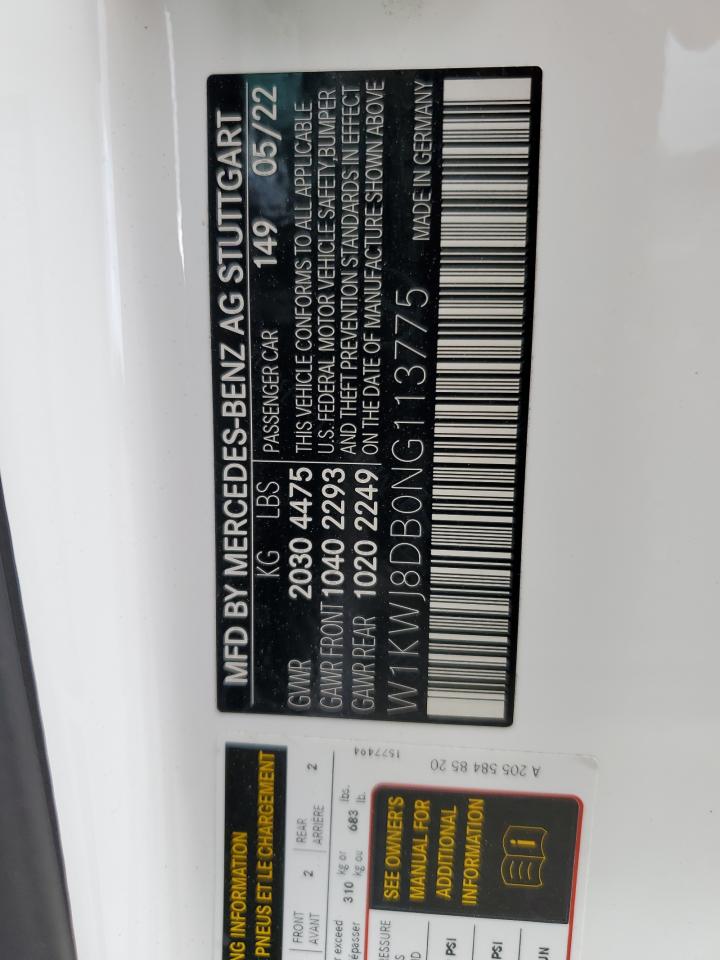 MFD BY MERCEDES-BENZ AG STUTTGART
KG LBS PASSENGER CAR 149 05/22
GVWR 2030 4475
GAWR FRONT 1040 2293
GAWR REAR 1020 2249
THIS VEHICLE CONFORMS TO ALL APPLICABLE
U.S. FEDERAL MOTOR VEHICLE SAFETY, BUMPER
AND THEFT PREVENTION STANDARDS IN EFFECT
ON THE DATE OF MANUFACTURE SHOWN ABOVE
W1KWJ8DB0NG113775 MADE IN GERMANY
INFORMATION
PNEUS ET LE CHARGEMENT
FRONT 2 REAR 2
AVANT ARRIÈRE
exceed 310 kg or 683 lbs.
kg ou lb.
SEE OWNER'S
MANUAL FOR
ADDITIONAL
INFORMATION
PSI
PSI
A 205 584 85 20
1577494